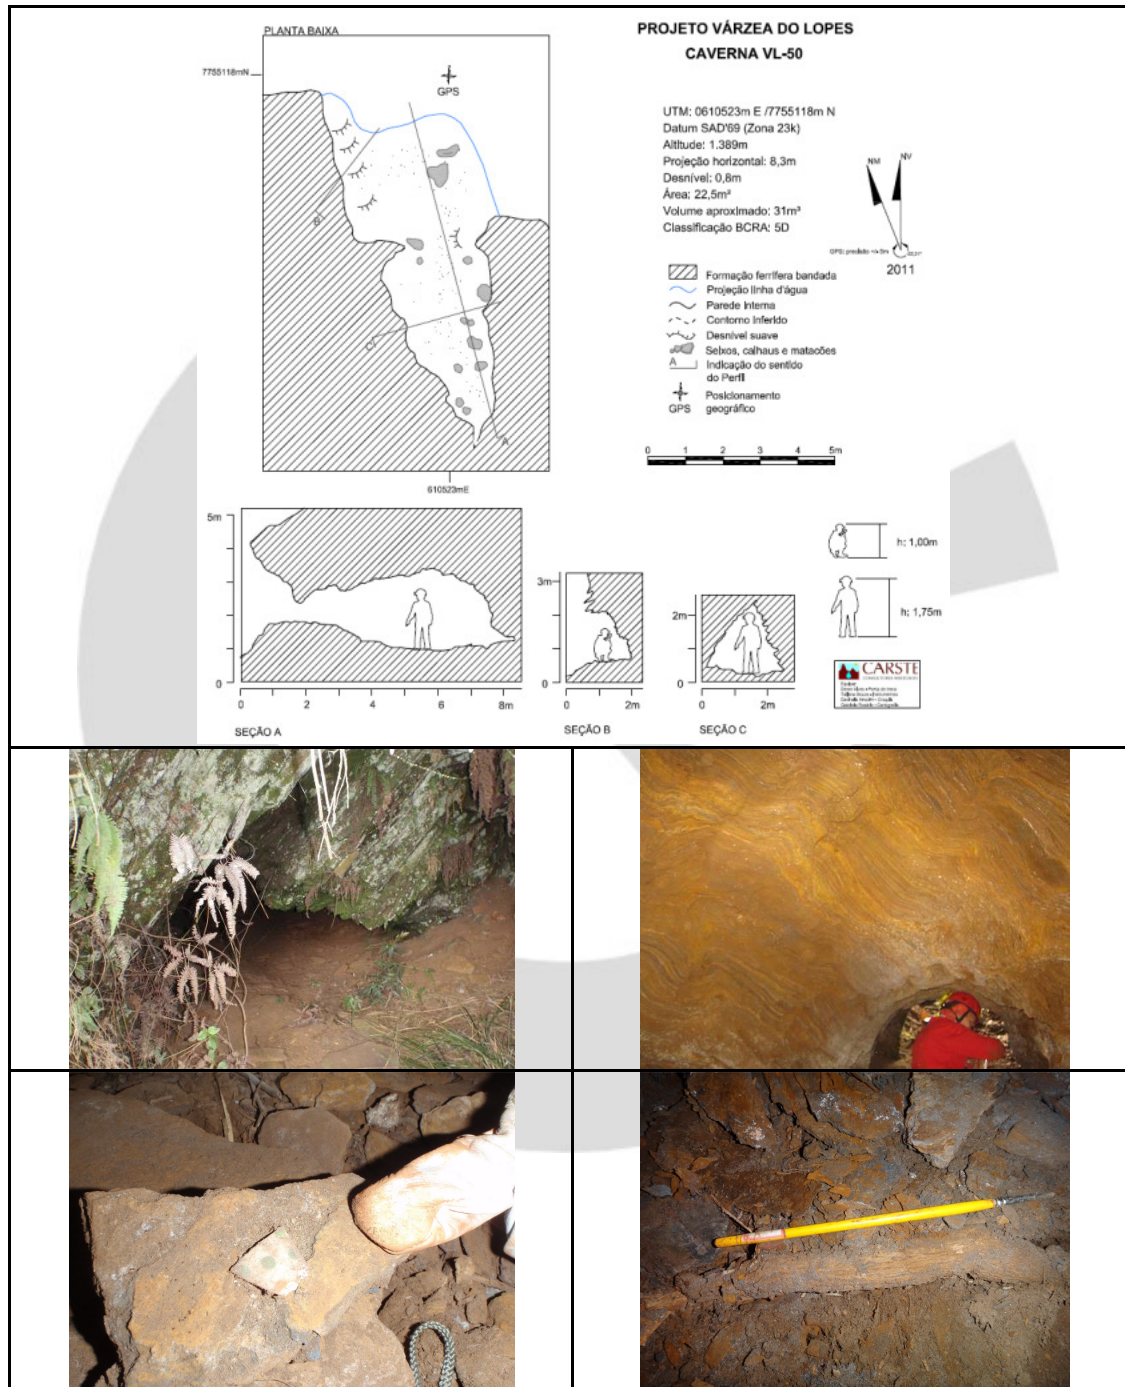 PLANTA BAIXA
7755118mN
GPS
B
C
A
610523mE
PROJETO VÁRZEA DO LOPES
CAVERNA VL-50
UTM: 0610523m E /7755118m N
Datum SAD'69 (Zona 23k)
Altitude: 1.389m
Projeção horizontal: 8,3m
Desnível: 0,8m
Área: 22,5m²
Volume aproximado: 31m³
Classificação BCRA: 5D
NM
NV
2011
Formação ferrífera bandada
Projeção linha d'água
Parede Interna
Contorno Inferido
Desnível suave
Seixos, calhaus e matacões
A
Indicação do sentido
do Perfil
Posicionamento
GPS
geográfico
0 1 2 3 4 5m
5m
0
0 2 4 6 8m
SEÇÃO A
3m
0
0 2m
SEÇÃO B
2m
0
0 2m
SEÇÃO C
h: 1,00m
h: 1,75m
CARSTE